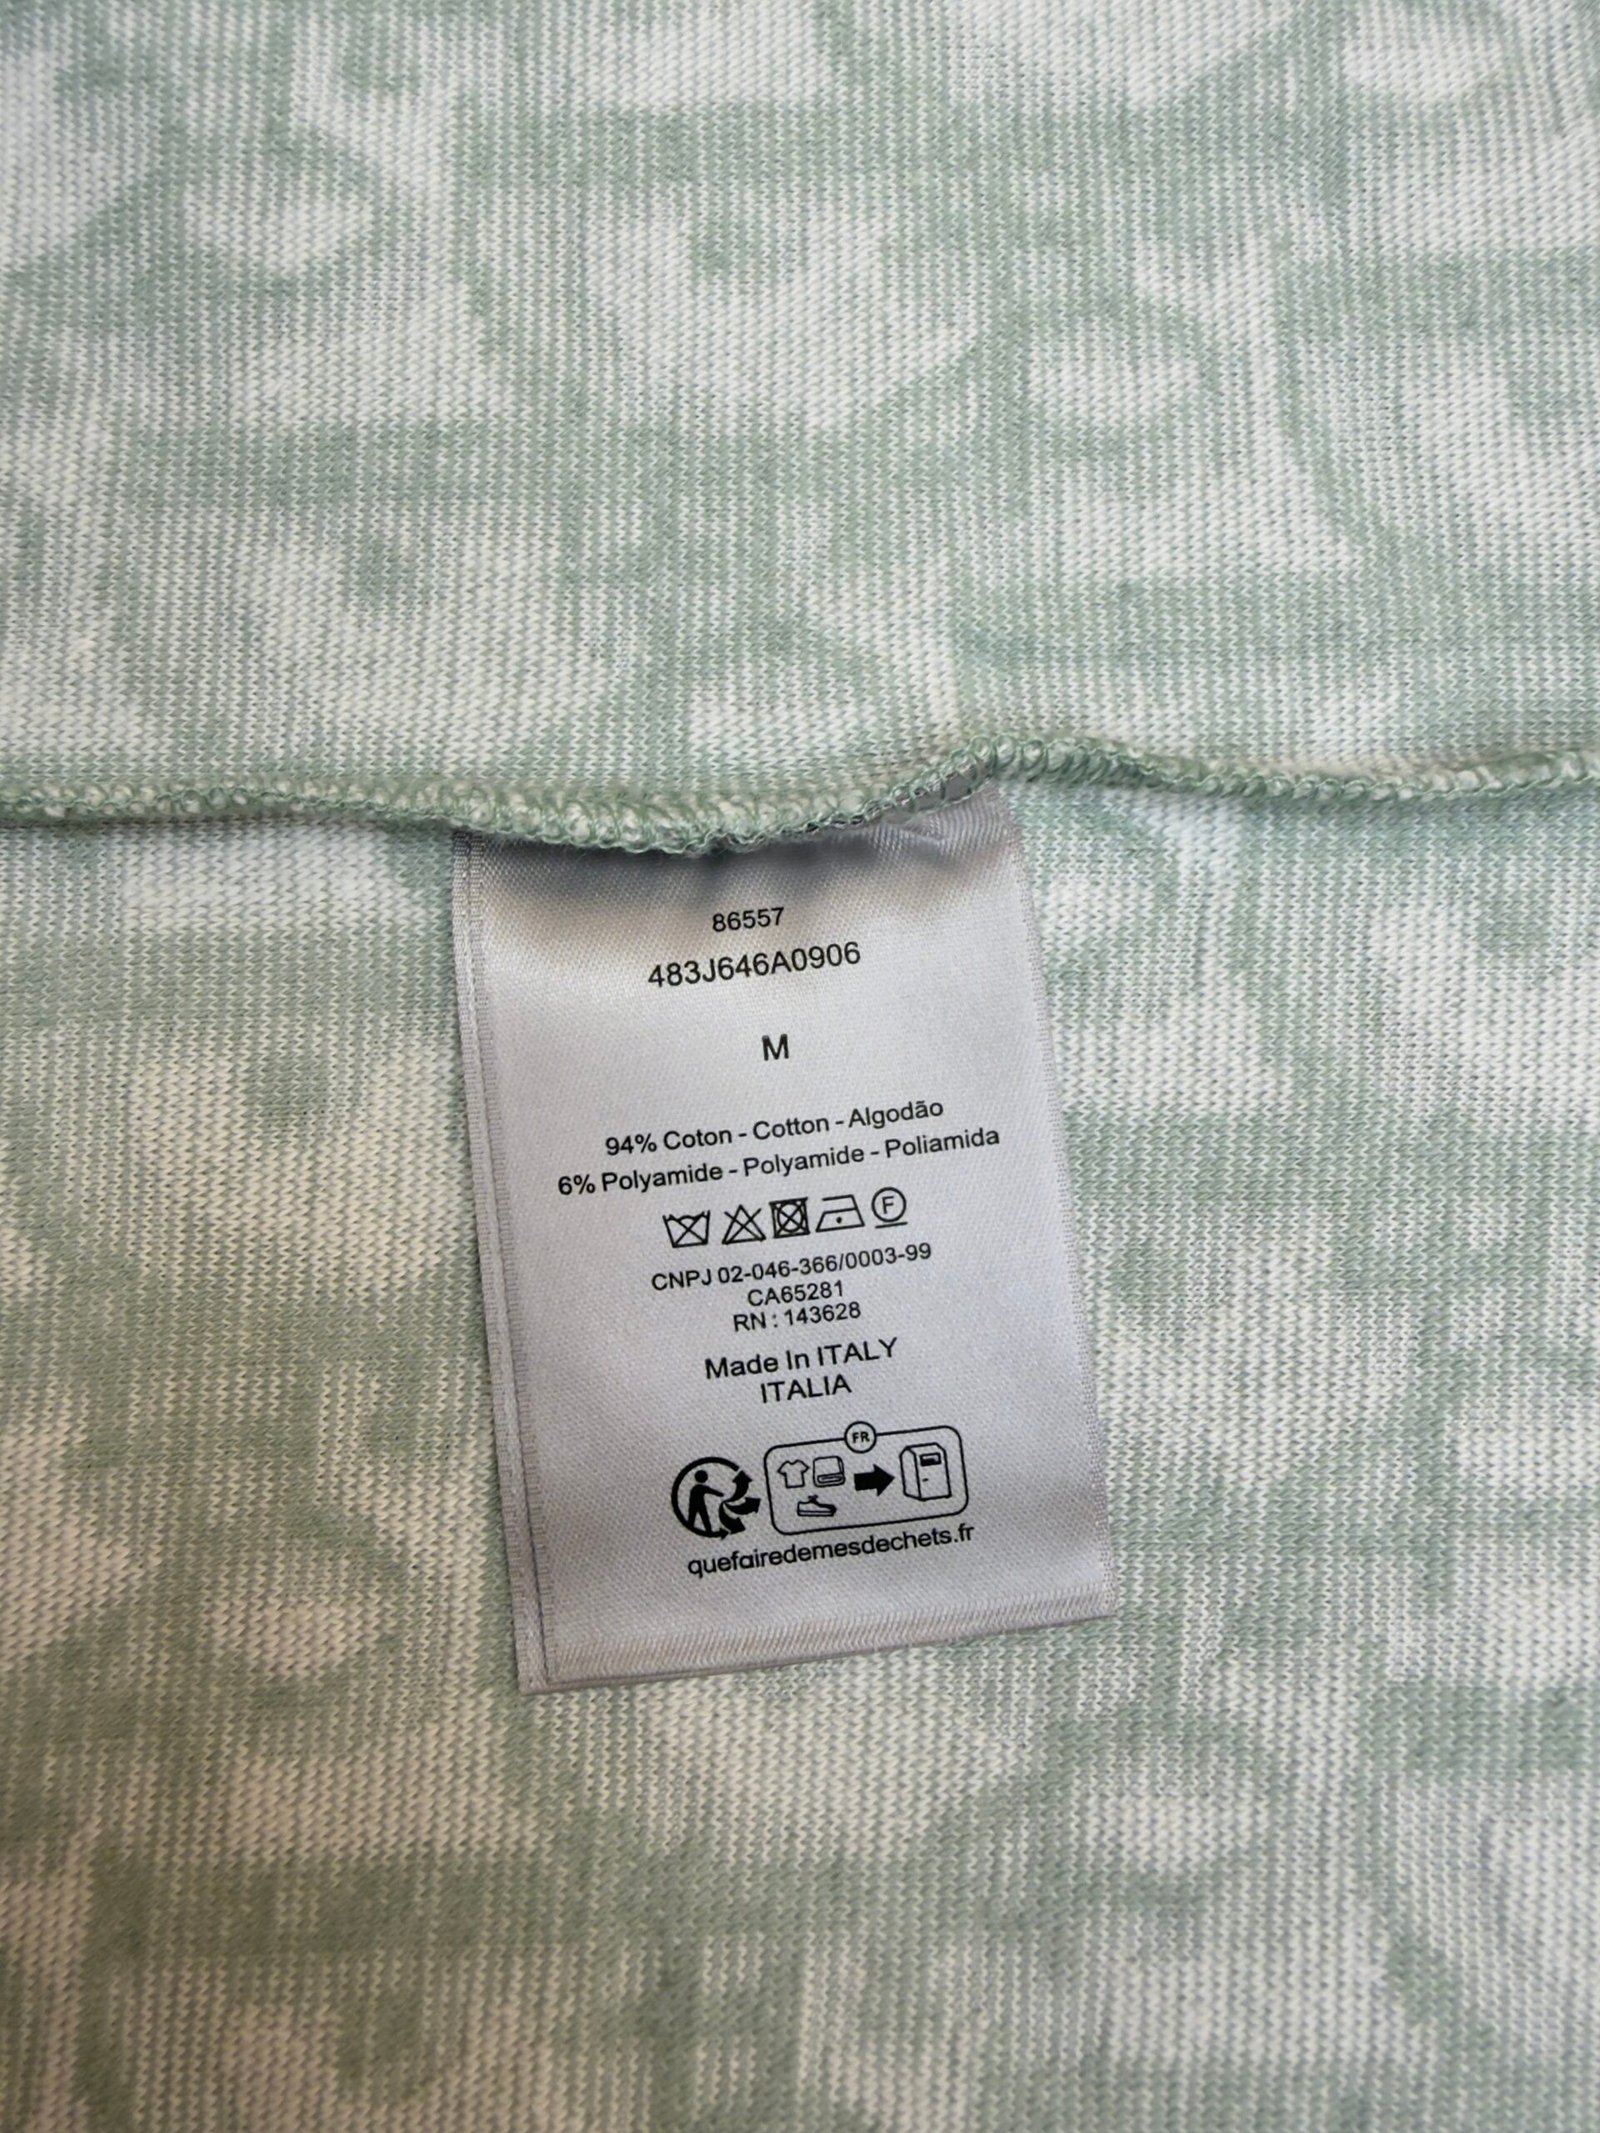 86557
483J646A0906
M
94% Coton - Cotton - Algodão
6% Polyamide - Polyamide - Poliamida
F
CNPJ 02-046-366/0003-99
CA65281
RN : 143628
Made In ITALY
ITALIA
FR
quefairedemesdechets.fr